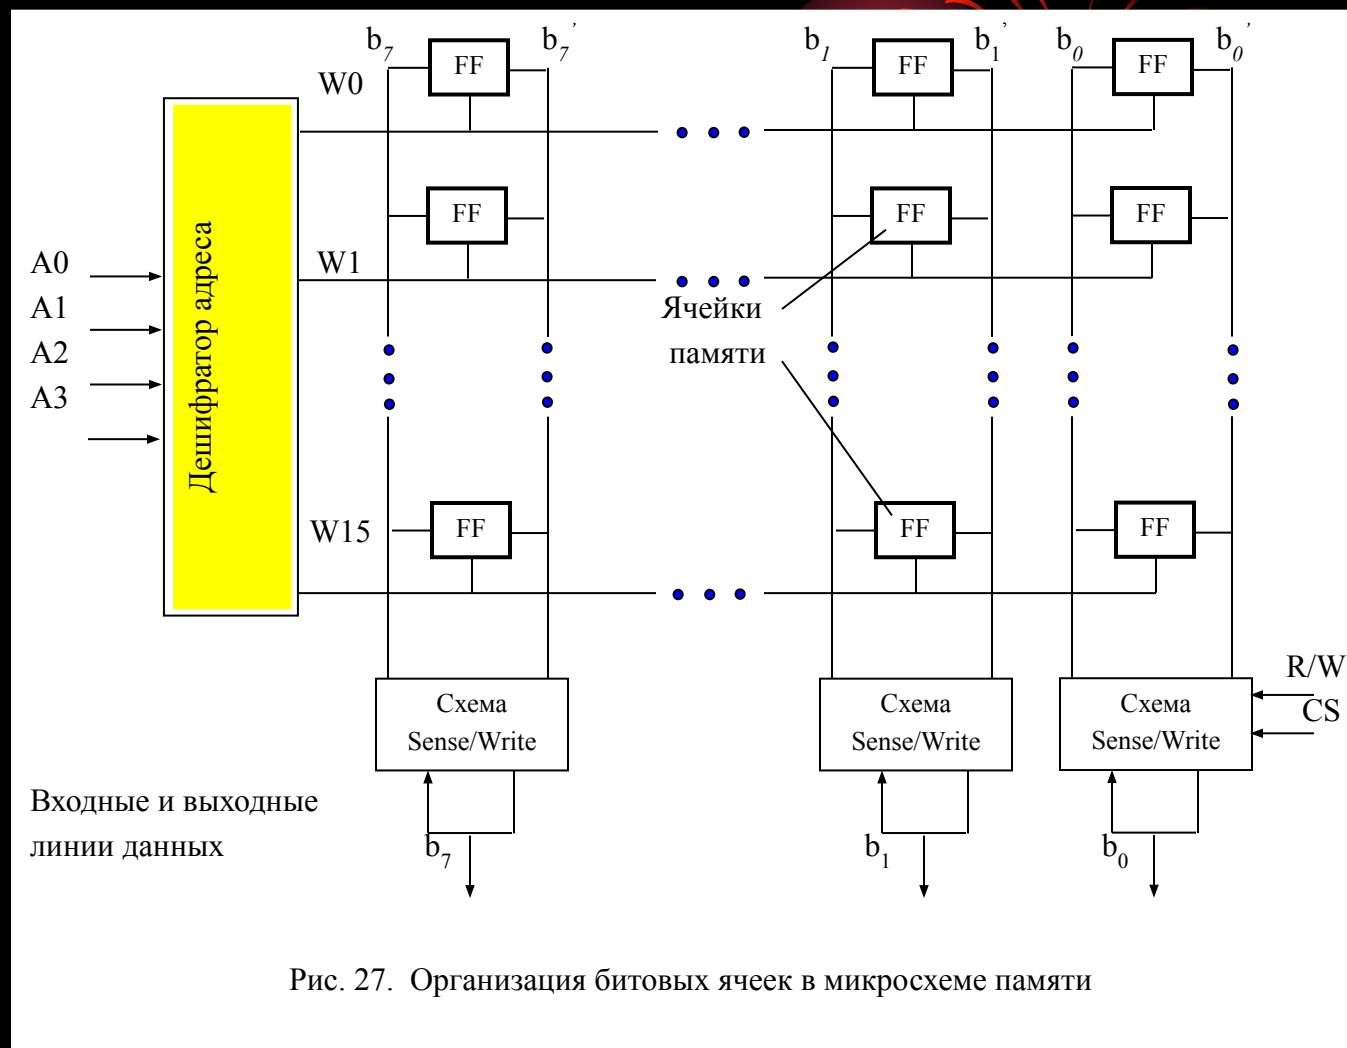 b7 b7' b1 b1' b0 b0'
FF FF FF
W0
FF FF FF
W1
A0
A1
A2
A3
Дешифратор адреса
Ячейки
памяти
W15
FF FF FF
R/W
CS
Схема
Sense/Write
Схема
Sense/Write
Схема
Sense/Write
Входные и выходные
линии данных
b7 b1 b0
Рис. 27. Организация битовых ячеек в микросхеме памяти